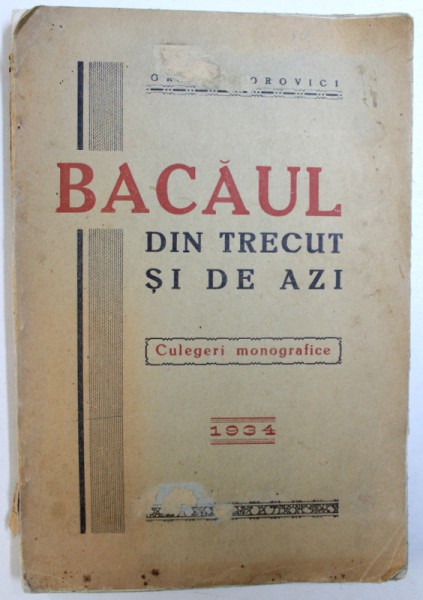 BACĂUL
DIN TRECUT
ȘI DE AZI
Culegeri monografice
1934